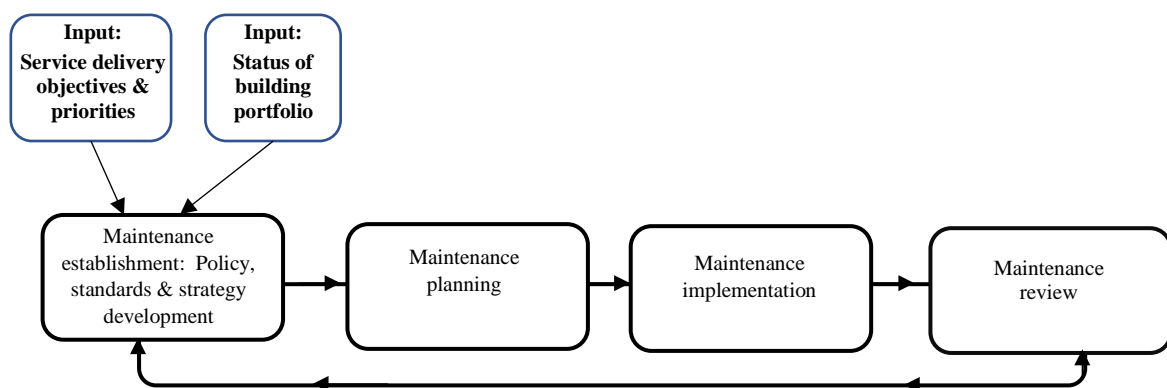 Input:
Service delivery
objectives &
priorities
Input:
Status of
building
portfolio
Maintenance
establishment: Policy,
standards & strategy
development
Maintenance
planning
Maintenance
implementation
Maintenance
review